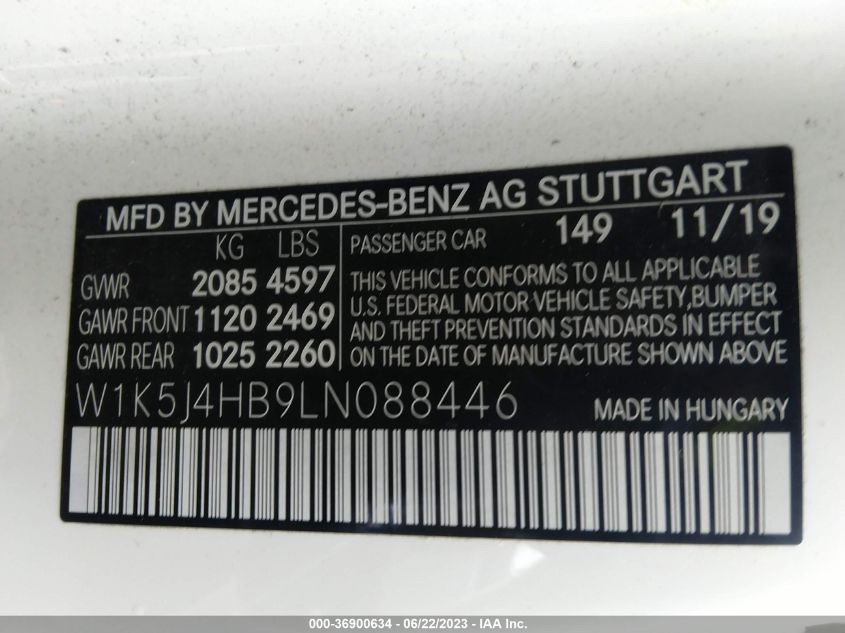 MFD BY MERCEDES-BENZ AG STUTTGART
KG LBS
GVWR 2085 4597
GAWR FRONT 1120 2469
GAWR REAR 1025 2260
PASSENGER CAR 149 11/19
THIS VEHICLE CONFORMS TO ALL APPLICABLE
U.S. FEDERAL MOTOR VEHICLE SAFETY,BUMPER
AND THEFT PREVENTION STANDARDS IN EFFECT
ON THE DATE OF MANUFACTURE SHOWN ABOVE
W1K5J4HB9LN088446 MADE IN HUNGARY
000-36900634 - 06/22/2023 - IAA Inc.